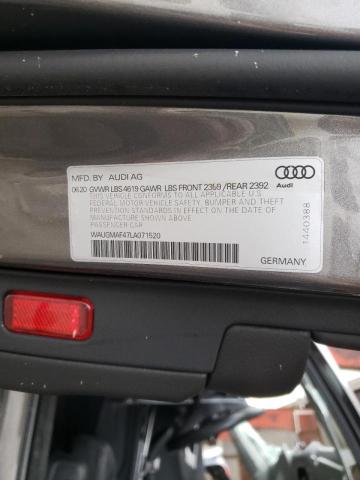 MFD. BY AUDI AG
06.20 GVWR LBS 4619 GAWR LBS FRONT 2359 /REAR 2392
THIS VEHICLE CONFORMS TO ALL APPLICABLE U.S.
FEDERAL MOTOR VEHICLE SAFETY, BUMPER AND THEFT
PREVENTION STANDARDS IN EFFECT ON THE DATE OF
MANUFACTURE SHOWN ABOVE.
PASSENGER CAR
WAUGMAF47LA071520
Audi
1440388
GERMANY